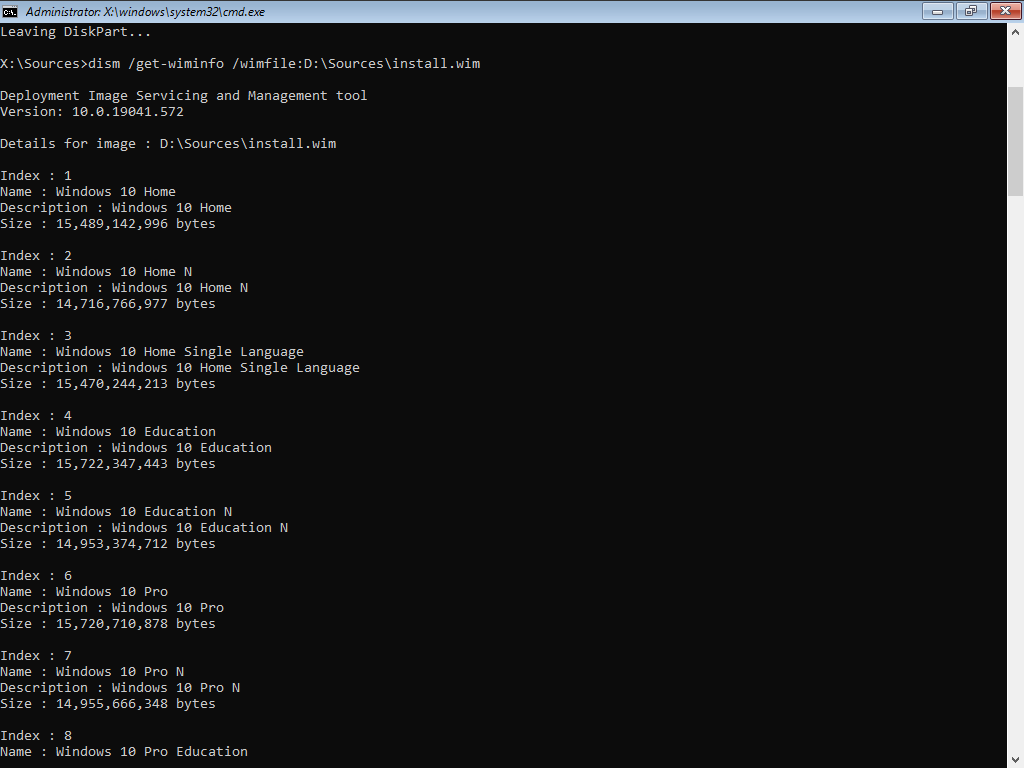 Administrator: X:\windows\system32\cmd.exe
Leaving DiskPart...
X:\Sources>dism /get-wiminfo /wimfile:D:\Sources\install.wim
Deployment Image Servicing and Management tool
Version: 10.0.19041.572
Details for image : D:\Sources\install.wim
Index : 1
Name : Windows 10 Home
Description : Windows 10 Home
Size : 15,489,142,996 bytes
Index : 2
Name : Windows 10 Home N
Description : Windows 10 Home N
Size : 14,716,766,977 bytes
Index : 3
Name : Windows 10 Home Single Language
Description : Windows 10 Home Single Language
Size : 15,470,244,213 bytes
Index : 4
Name : Windows 10 Education
Description : Windows 10 Education
Size : 15,722,347,443 bytes
Index : 5
Name : Windows 10 Education N
Description : Windows 10 Education N
Size : 14,953,374,712 bytes
Index : 6
Name : Windows 10 Pro
Description : Windows 10 Pro
Size : 15,720,710,878 bytes
Index : 7
Name : Windows 10 Pro N
Description : Windows 10 Pro N
Size : 14,955,666,348 bytes
Index : 8
Name : Windows 10 Pro Education